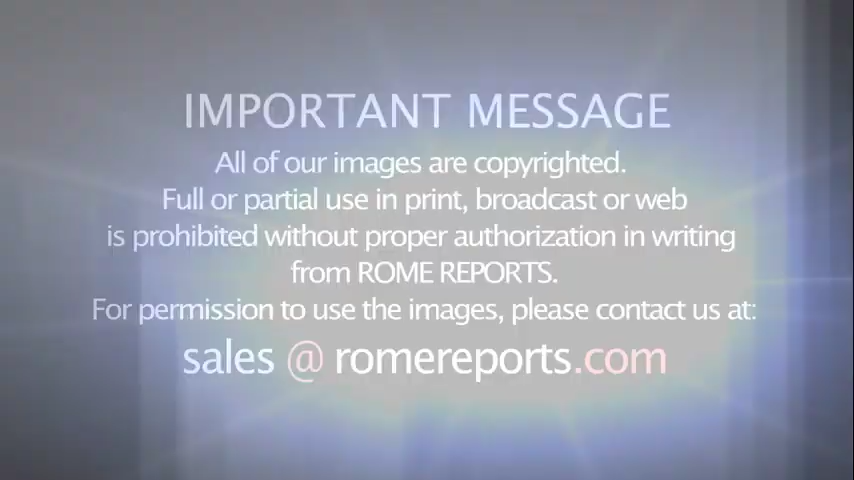 IMPORTANT MESSAGE
All of our images are copyrighted.
Full or partial use in print, broadcast or web
is prohibited without proper authorization in writing
from ROME REPORTS.
For permission to use the images, please contact us at:
sales @ romereports.com